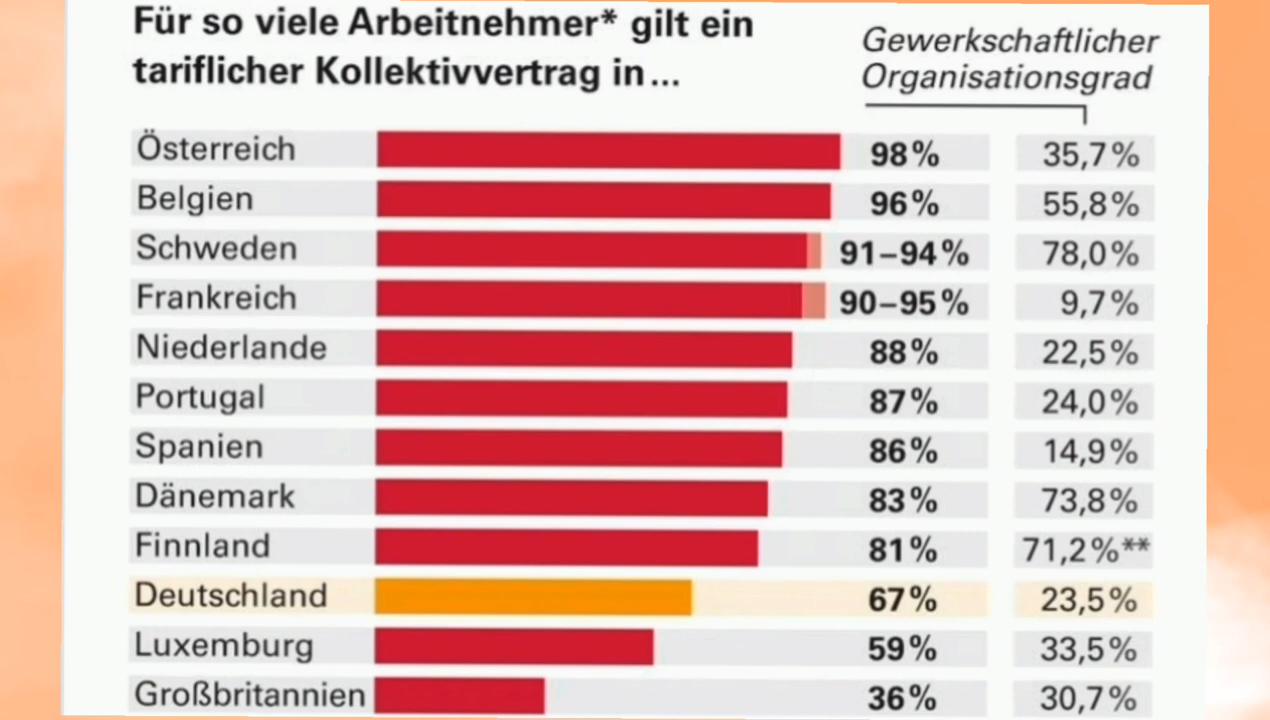 Für so viele Arbeitnehmer* gilt ein
tariflicher Kollektivvertrag in...
Gewerkschaftlicher
Organisationsgrad
Österreich 98% 35,7%
Belgien 96% 55,8%
Schweden 91–94% 78,0%
Frankreich 90–95% 9,7%
Niederlande 88% 22,5%
Portugal 87% 24,0%
Spanien 86% 14,9%
Dänemark 83% 73,8%
Finnland 81% 71,2%**
Deutschland 67% 23,5%
Luxemburg 59% 33,5%
Großbritannien 36% 30,7%